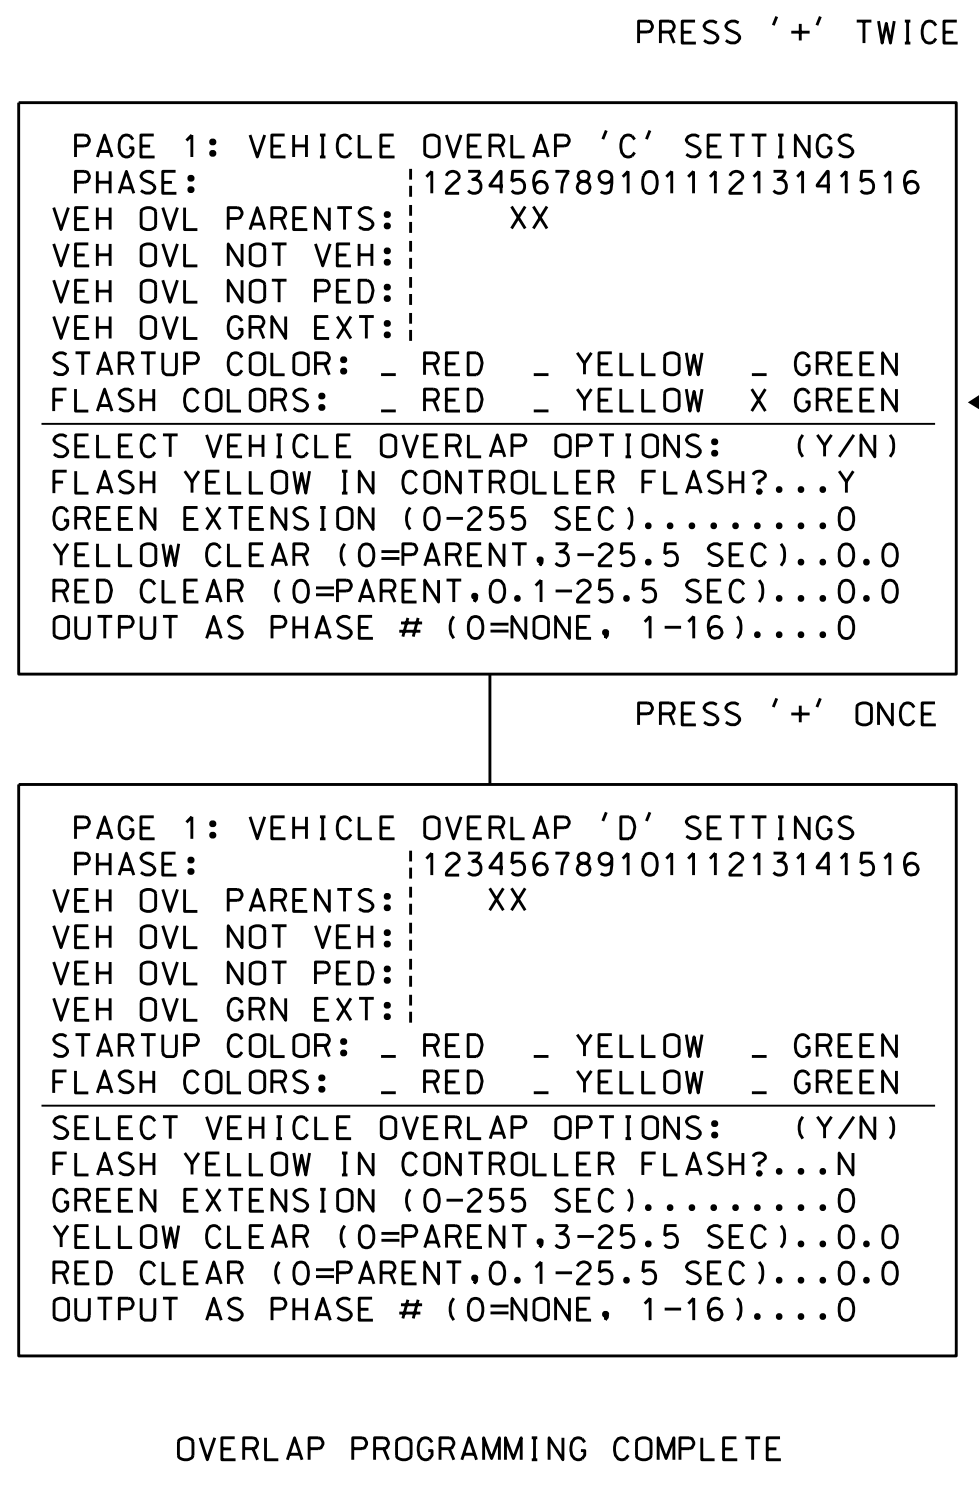 PRESS '+' TWICE
PAGE 1: VEHICLE OVERLAP 'C' SETTINGS
PHASE: |12345678910111213141516
VEH OVL PARENTS:| XX
VEH OVL NOT VEH:|
VEH OVL NOT PED:|
VEH OVL GRN EXT:|
STARTUP COLOR: _ RED _ YELLOW _ GREEN
FLASH COLORS: _ RED _ YELLOW X GREEN
SELECT VEHICLE OVERLAP OPTIONS: (Y/N)
FLASH YELLOW IN CONTROLLER FLASH?...Y
GREEN EXTENSION (0-255 SEC).........0
YELLOW CLEAR (0=PARENT,3-25.5 SEC)..0.0
RED CLEAR (0=PARENT,0.1-25.5 SEC)...0.0
OUTPUT AS PHASE # (0=NONE, 1-16)....0
PRESS '+' ONCE
PAGE 1: VEHICLE OVERLAP 'D' SETTINGS
PHASE: |12345678910111213141516
VEH OVL PARENTS:| XX
VEH OVL NOT VEH:|
VEH OVL NOT PED:|
VEH OVL GRN EXT:|
STARTUP COLOR: _ RED _ YELLOW _ GREEN
FLASH COLORS: _ RED _ YELLOW _ GREEN
SELECT VEHICLE OVERLAP OPTIONS: (Y/N)
FLASH YELLOW IN CONTROLLER FLASH?...N
GREEN EXTENSION (0-255 SEC).........0
YELLOW CLEAR (0=PARENT,3-25.5 SEC)..0.0
RED CLEAR (0=PARENT,0.1-25.5 SEC)...0.0
OUTPUT AS PHASE # (0=NONE, 1-16)....0
OVERLAP PROGRAMMING COMPLETE